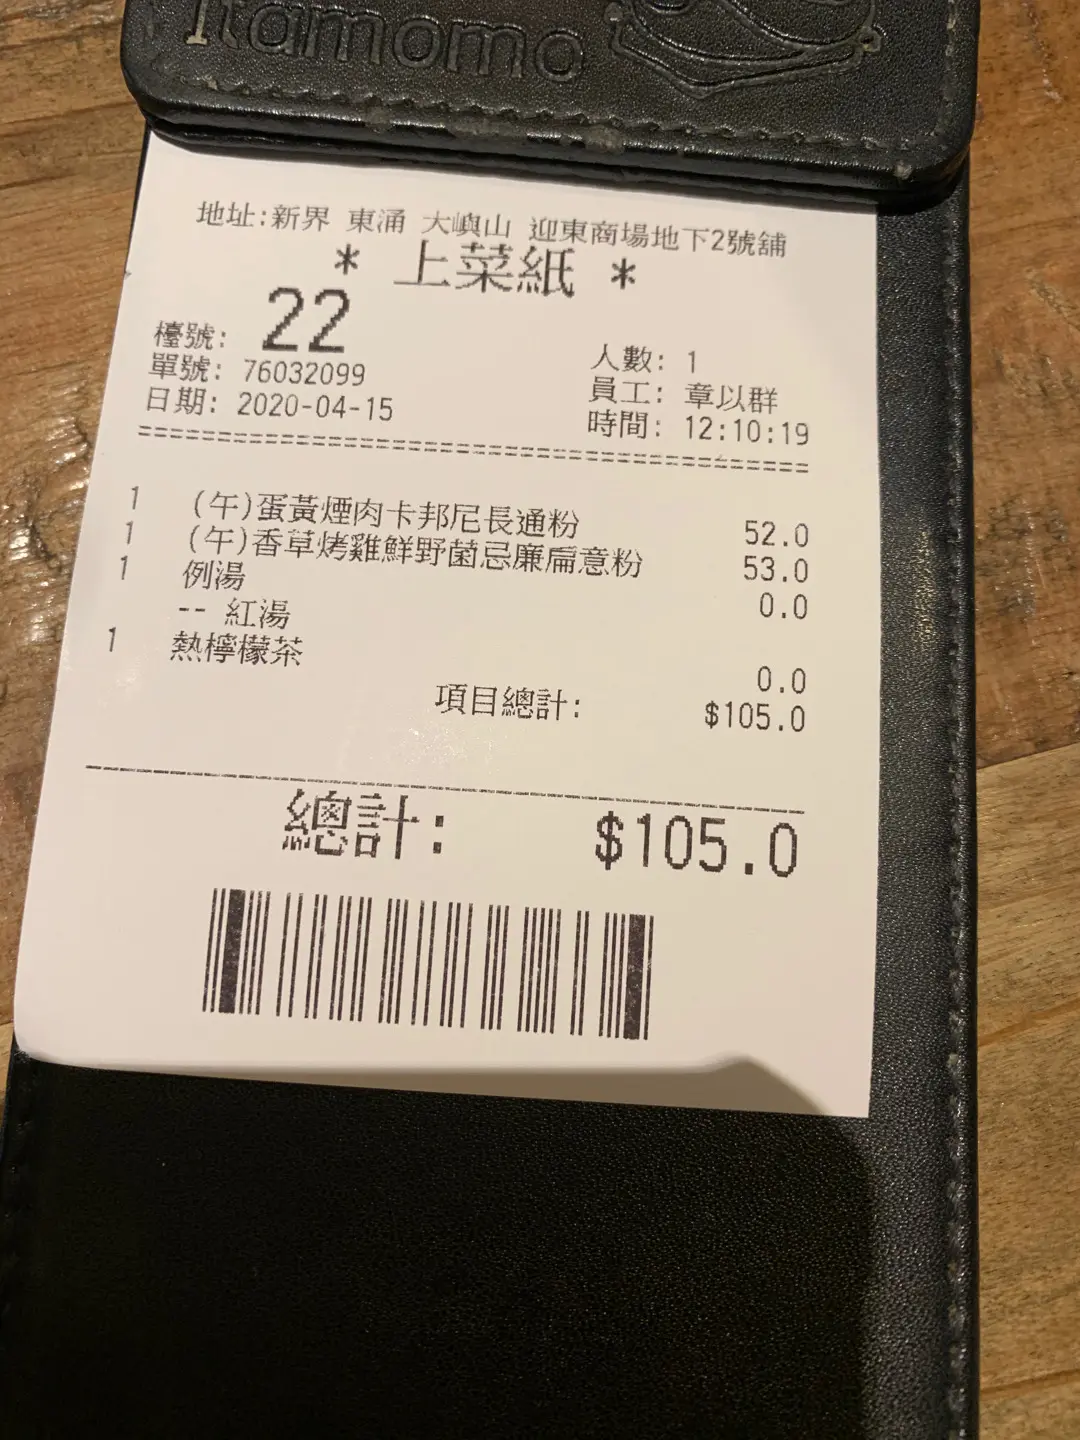 Itamomo
地址:新界 東涌 大嶼山 迎東商場地下2號舖
* 上菜紙 *
檯號: 22
人數: 1
單號: 76032099
員工: 章以群
日期: 2020-04-15
時間: 12:10:19
1 (午)蛋黃煙肉卡邦尼長通粉 52.0
1 (午)香草烤雞鮮野菌忌廉扁意粉 53.0
1 例湯 0.0
-- 紅湯
1 熱檸檬茶 0.0
項目總計: $105.0
總計: $105.0